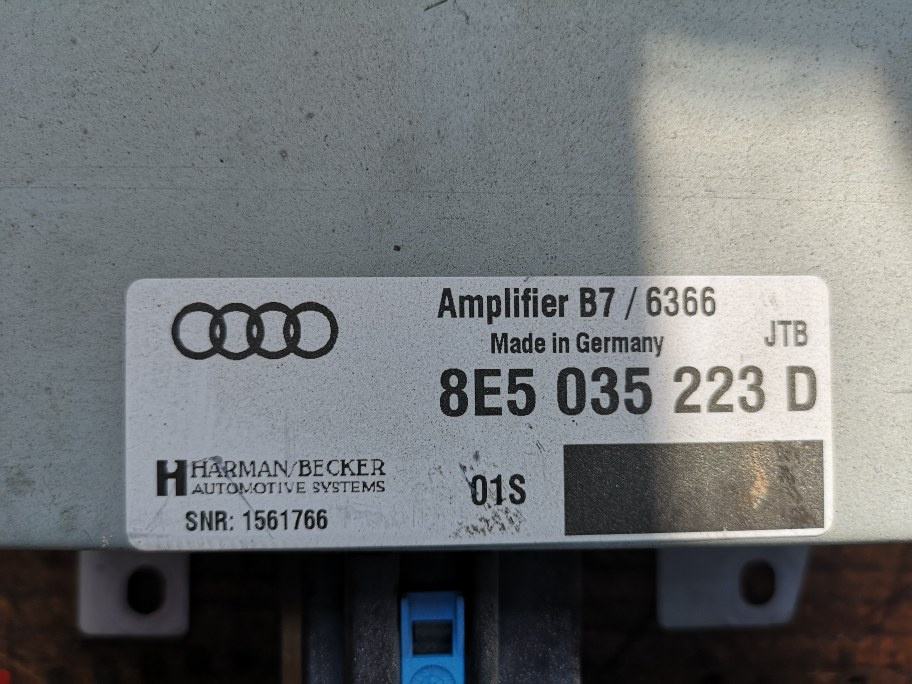 Amplifier B7 / 6366
Made in Germany
JTB
8E5 035 223 D
H HARMAN/BECKER
AUTOMOTIVE SYSTEMS
01S
SNR: 1561766